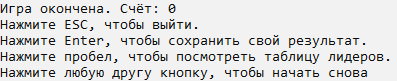 Игра окончена. Счёт: 0
Нажмите ESC, чтобы выйти.
Нажмите Enter, чтобы сохранить свой результат.
Нажмите пробел, чтобы посмотреть таблицу лидеров.
Нажмите любую другу кнопку, чтобы начать снова